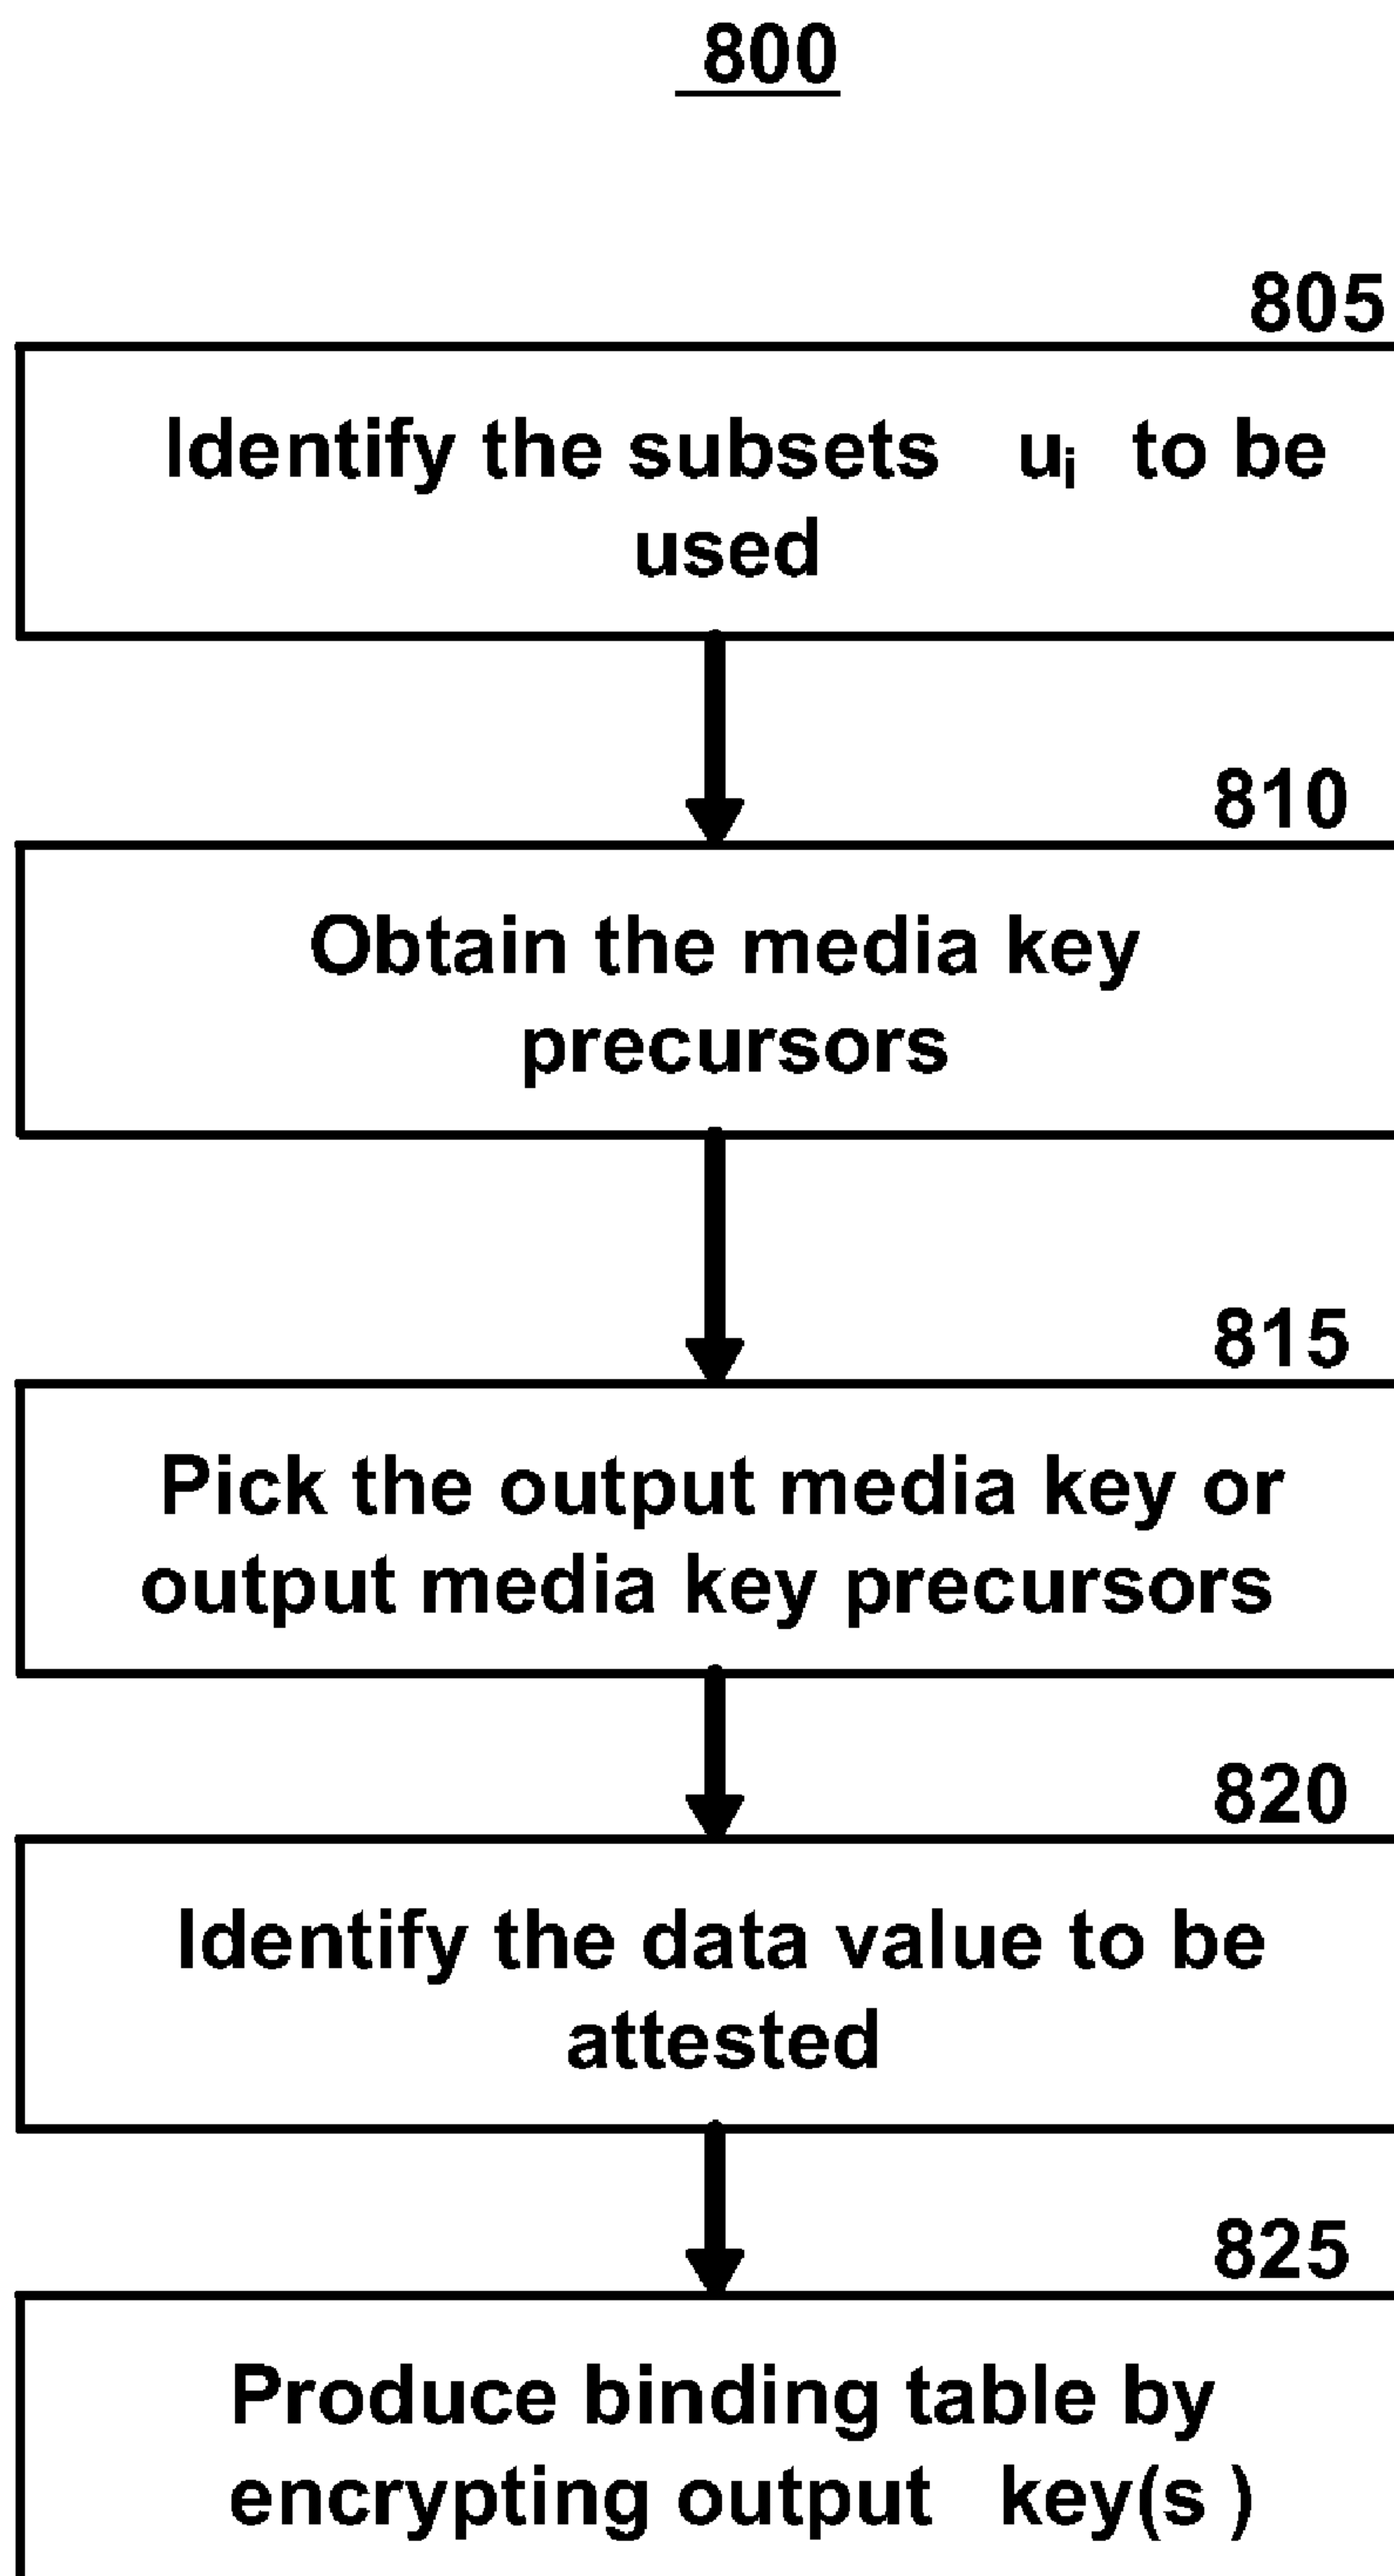 800
805
Identify the subsets uᵢ to be
used
810
Obtain the media key
precursors
815
Pick the output media key or
output media key precursors
820
Identify the data value to be
attested
825
Produce binding table by
encrypting output key(s )